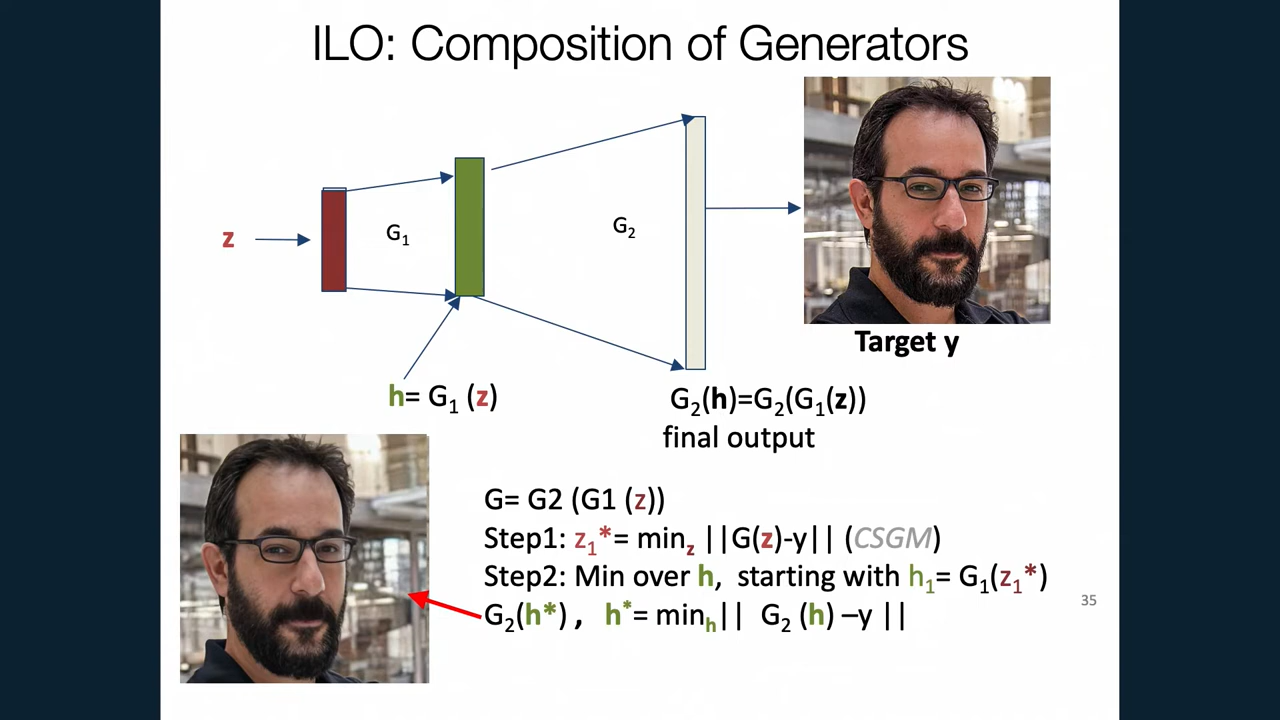 ILO: Composition of Generators
z
G₁
G₂
Target y
h= G₁ (z)
G₂(h)=G₂(G₁(z))
final output
G= G2 (G1 (z))
Step1: z₁*= min_z ||G(z)-y|| (CSGM)
Step2: Min over h, starting with h₁= G₁(z₁*)
G₂(h*) , h*= min_h|| G₂ (h) –y ||
35